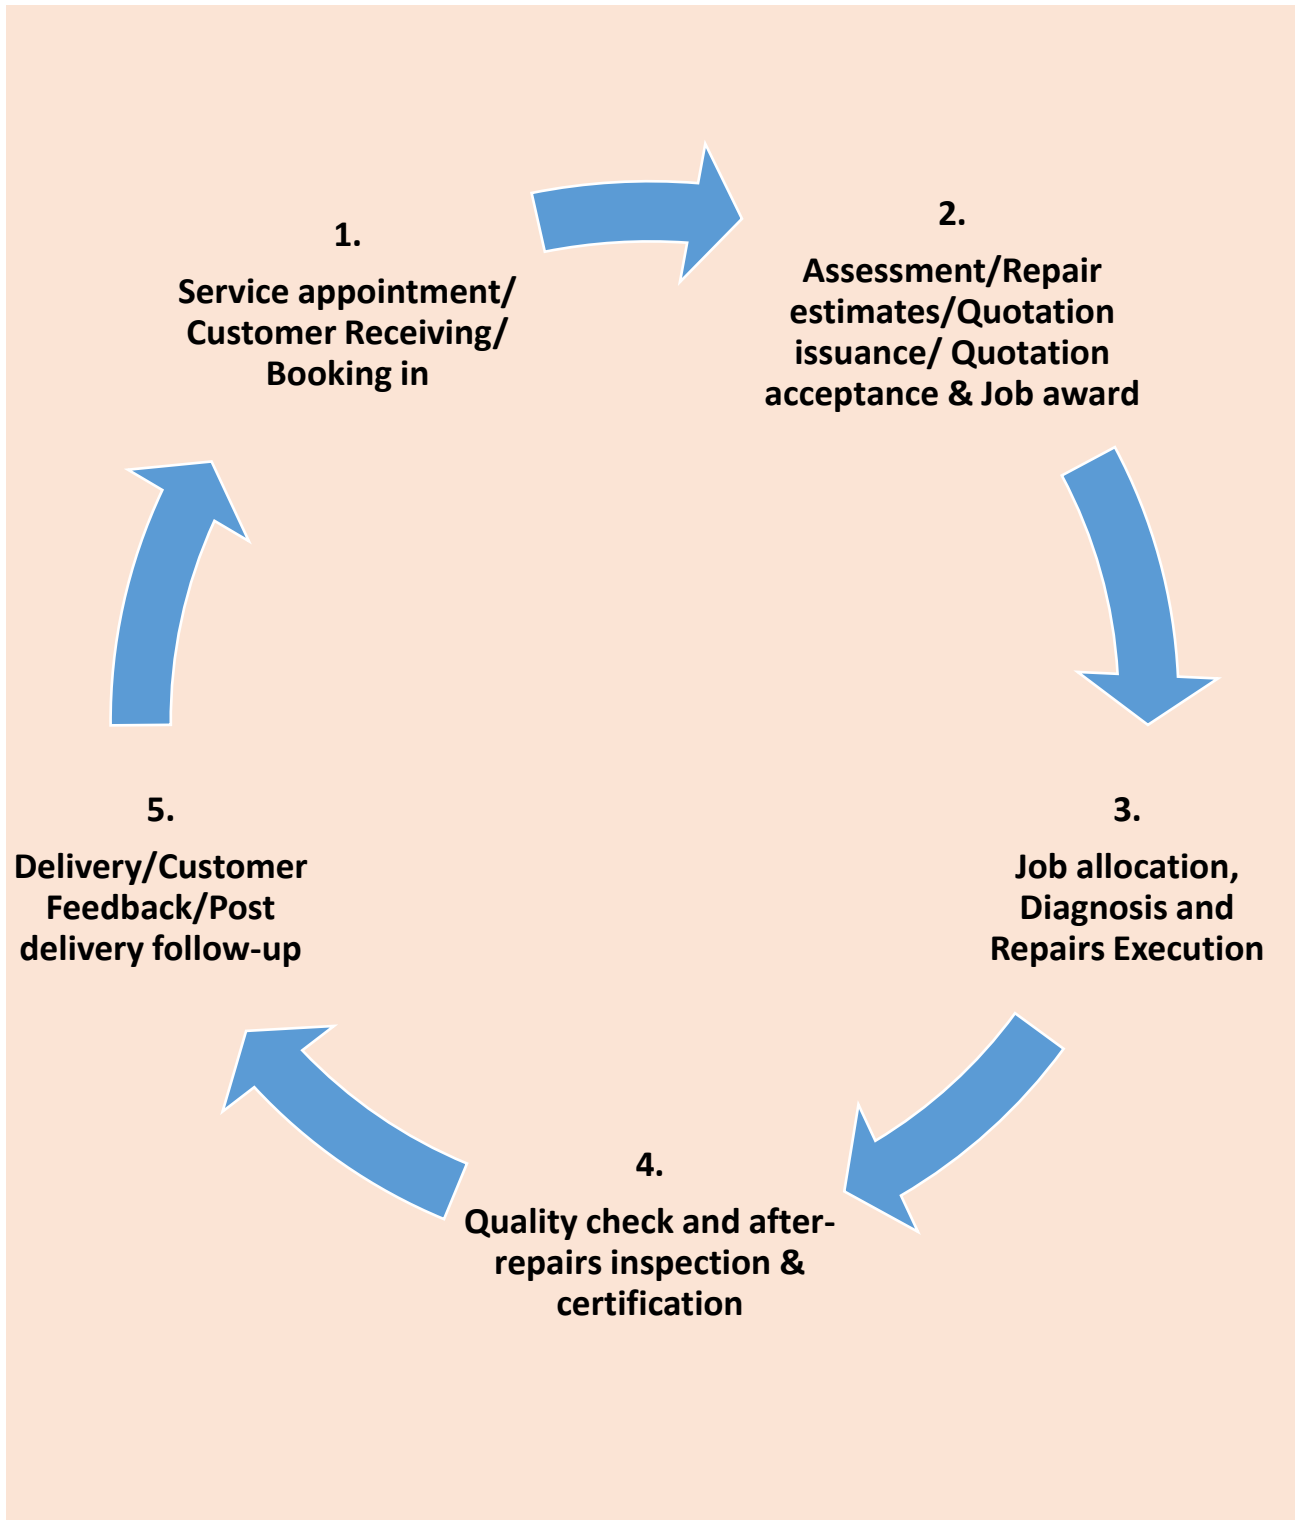 1.
Service appointment/
Customer Receiving/
Booking in
2.
Assessment/Repair
estimates/Quotation
issuance/ Quotation
acceptance & Job award
3.
Job allocation,
Diagnosis and
Repairs Execution
4.
Quality check and after-
repairs inspection &
certification
5.
Delivery/Customer
Feedback/Post
delivery follow-up